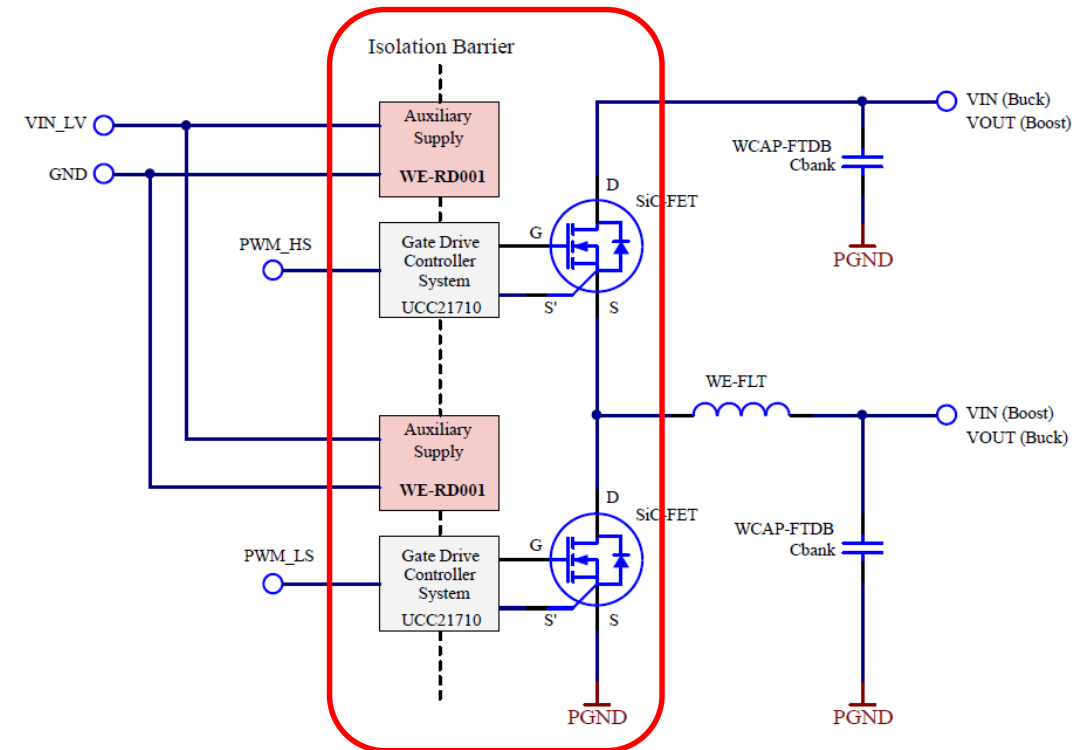 Isolation Barrier
VIN_LV
GND
Auxiliary
Supply
WE-RD001
VIN (Buck)
VOUT (Boost)
WCAP-FTDB
Cbank
PGND
D
SiC-FET
G
S'
S
PWM_HS
Gate Drive
Controller
System
UCC21710
WE-FLT
VIN (Boost)
VOUT (Buck)
Auxiliary
Supply
WE-RD001
D
SiC-FET
G
S'
S
PWM_LS
Gate Drive
Controller
System
UCC21710
WCAP-FTDB
Cbank
PGND
PGND